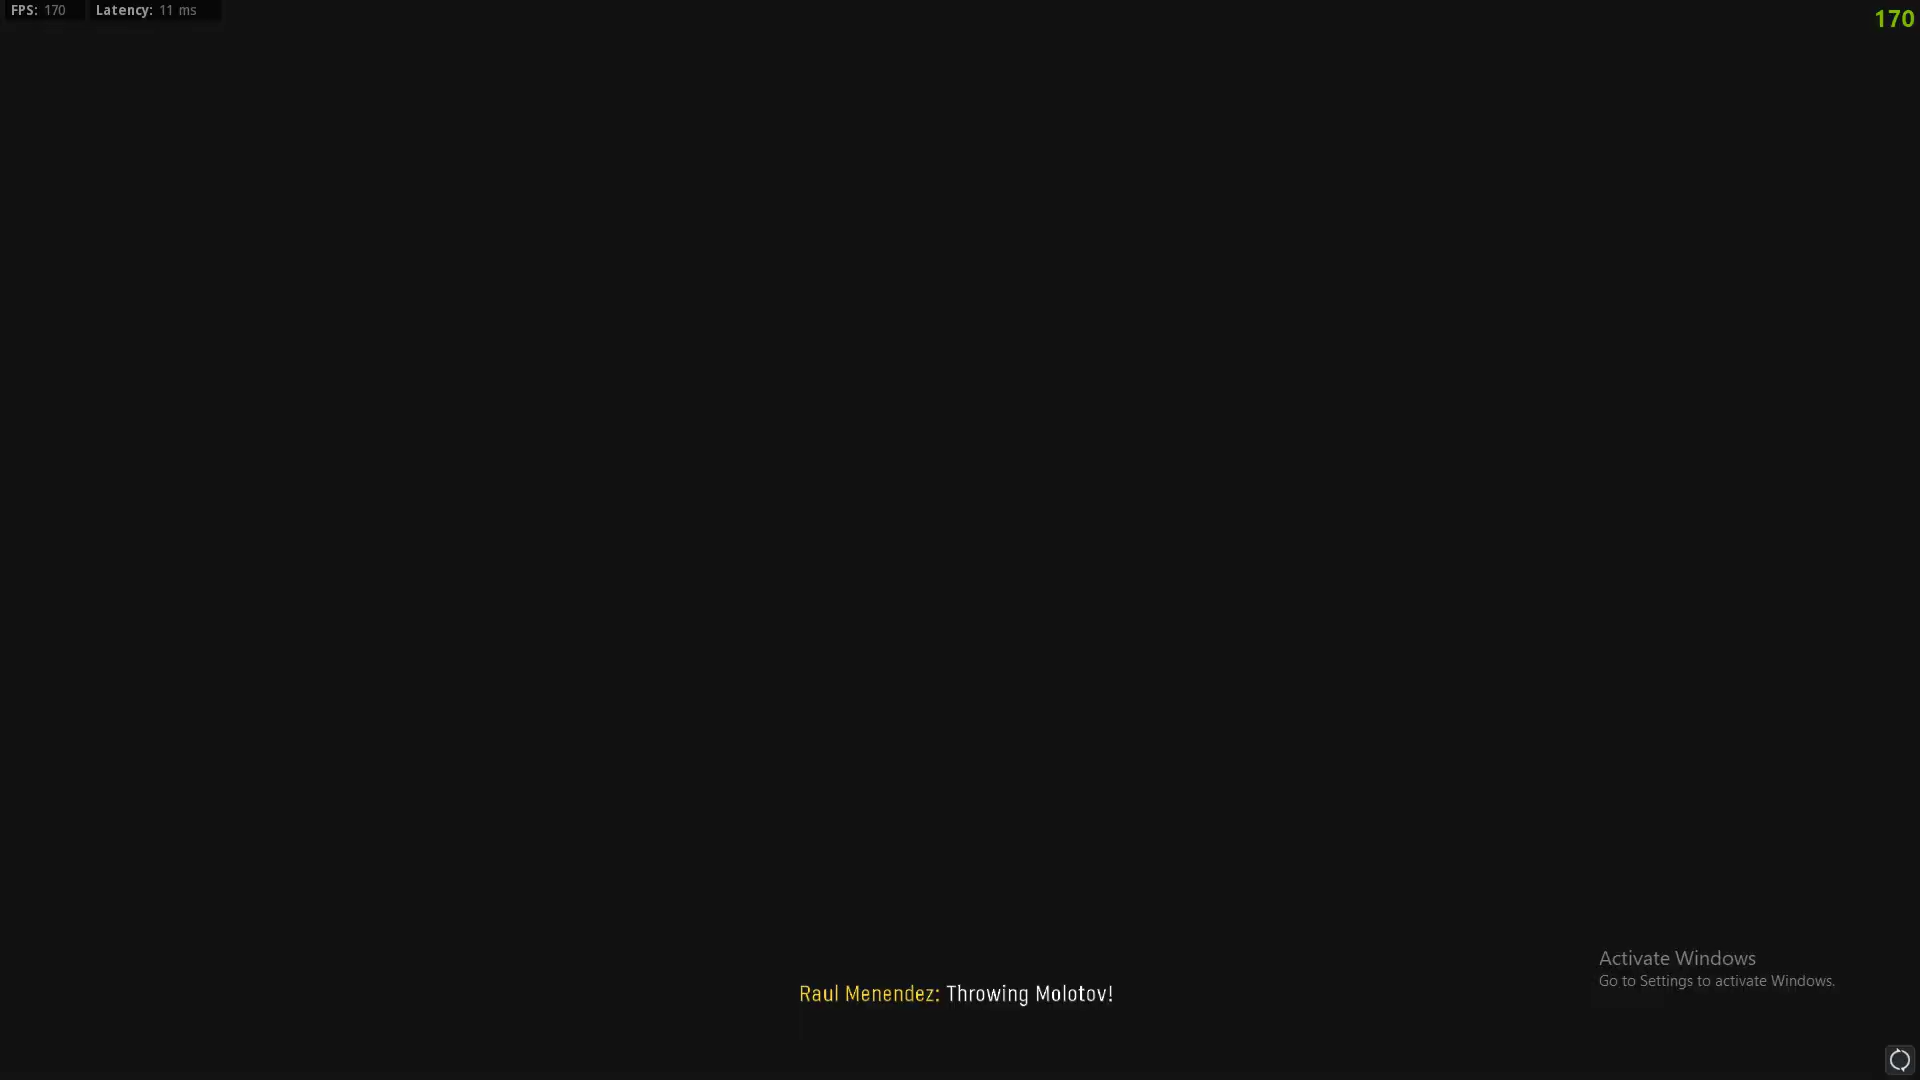 FPS: 170 Latency: 11 ms
170
Activate Windows
Go to Settings to activate Windows.
Raul Menendez: Throwing Molotov!